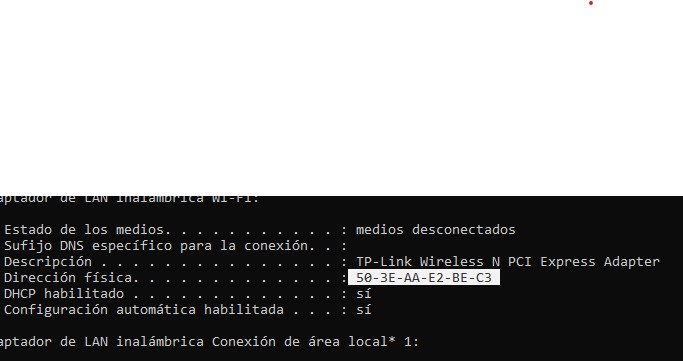 aptador de LAN inalámbrica Wi-Fi:
Estado de los medios. . . . . . . . . . . : medios desconectados
Sufijo DNS específico para la conexión. . :
Descripción . . . . . . . . . . . . . . . : TP-Link Wireless N PCI Express Adapter
Dirección física. . . . . . . . . . . . . : 50-3E-AA-E2-BE-C3
DHCP habilitado . . . . . . . . . . . . . : sí
Configuración automática habilitada . . . : sí
aptador de LAN inalámbrica Conexión de área local* 1: